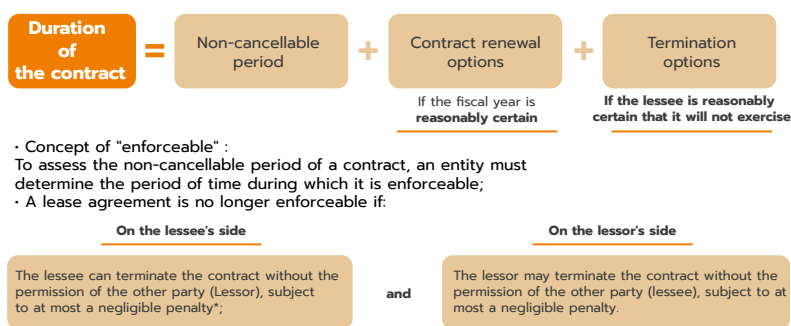 Duration
of
the contract
=
Non-cancellable
period
+
Contract renewal
options
+
Termination
options
If the fiscal year is
reasonably certain
If the lessee is reasonably
certain that it will not exercise
• Concept of "enforceable" :
To assess the non-cancellable period of a contract, an entity must
determine the period of time during which it is enforceable;
• A lease agreement is no longer enforceable if:
On the lessee's side
On the lessor's side
The lessee can terminate the contract without the
permission of the other party (Lessor), subject
to at most a negligible penalty*;
and
The lessor may terminate the contract without the
permission of the other party (lessee), subject to at
most a negligible penalty.